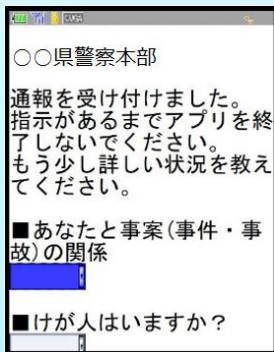 ○○県警察本部
通報を受け付けました。
指示があるまでアプリを終
了しないでください。
もう少し詳しい状況を教え
てください。
■あなたと事案(事件・事
故)の関係
■けが人はいますか?